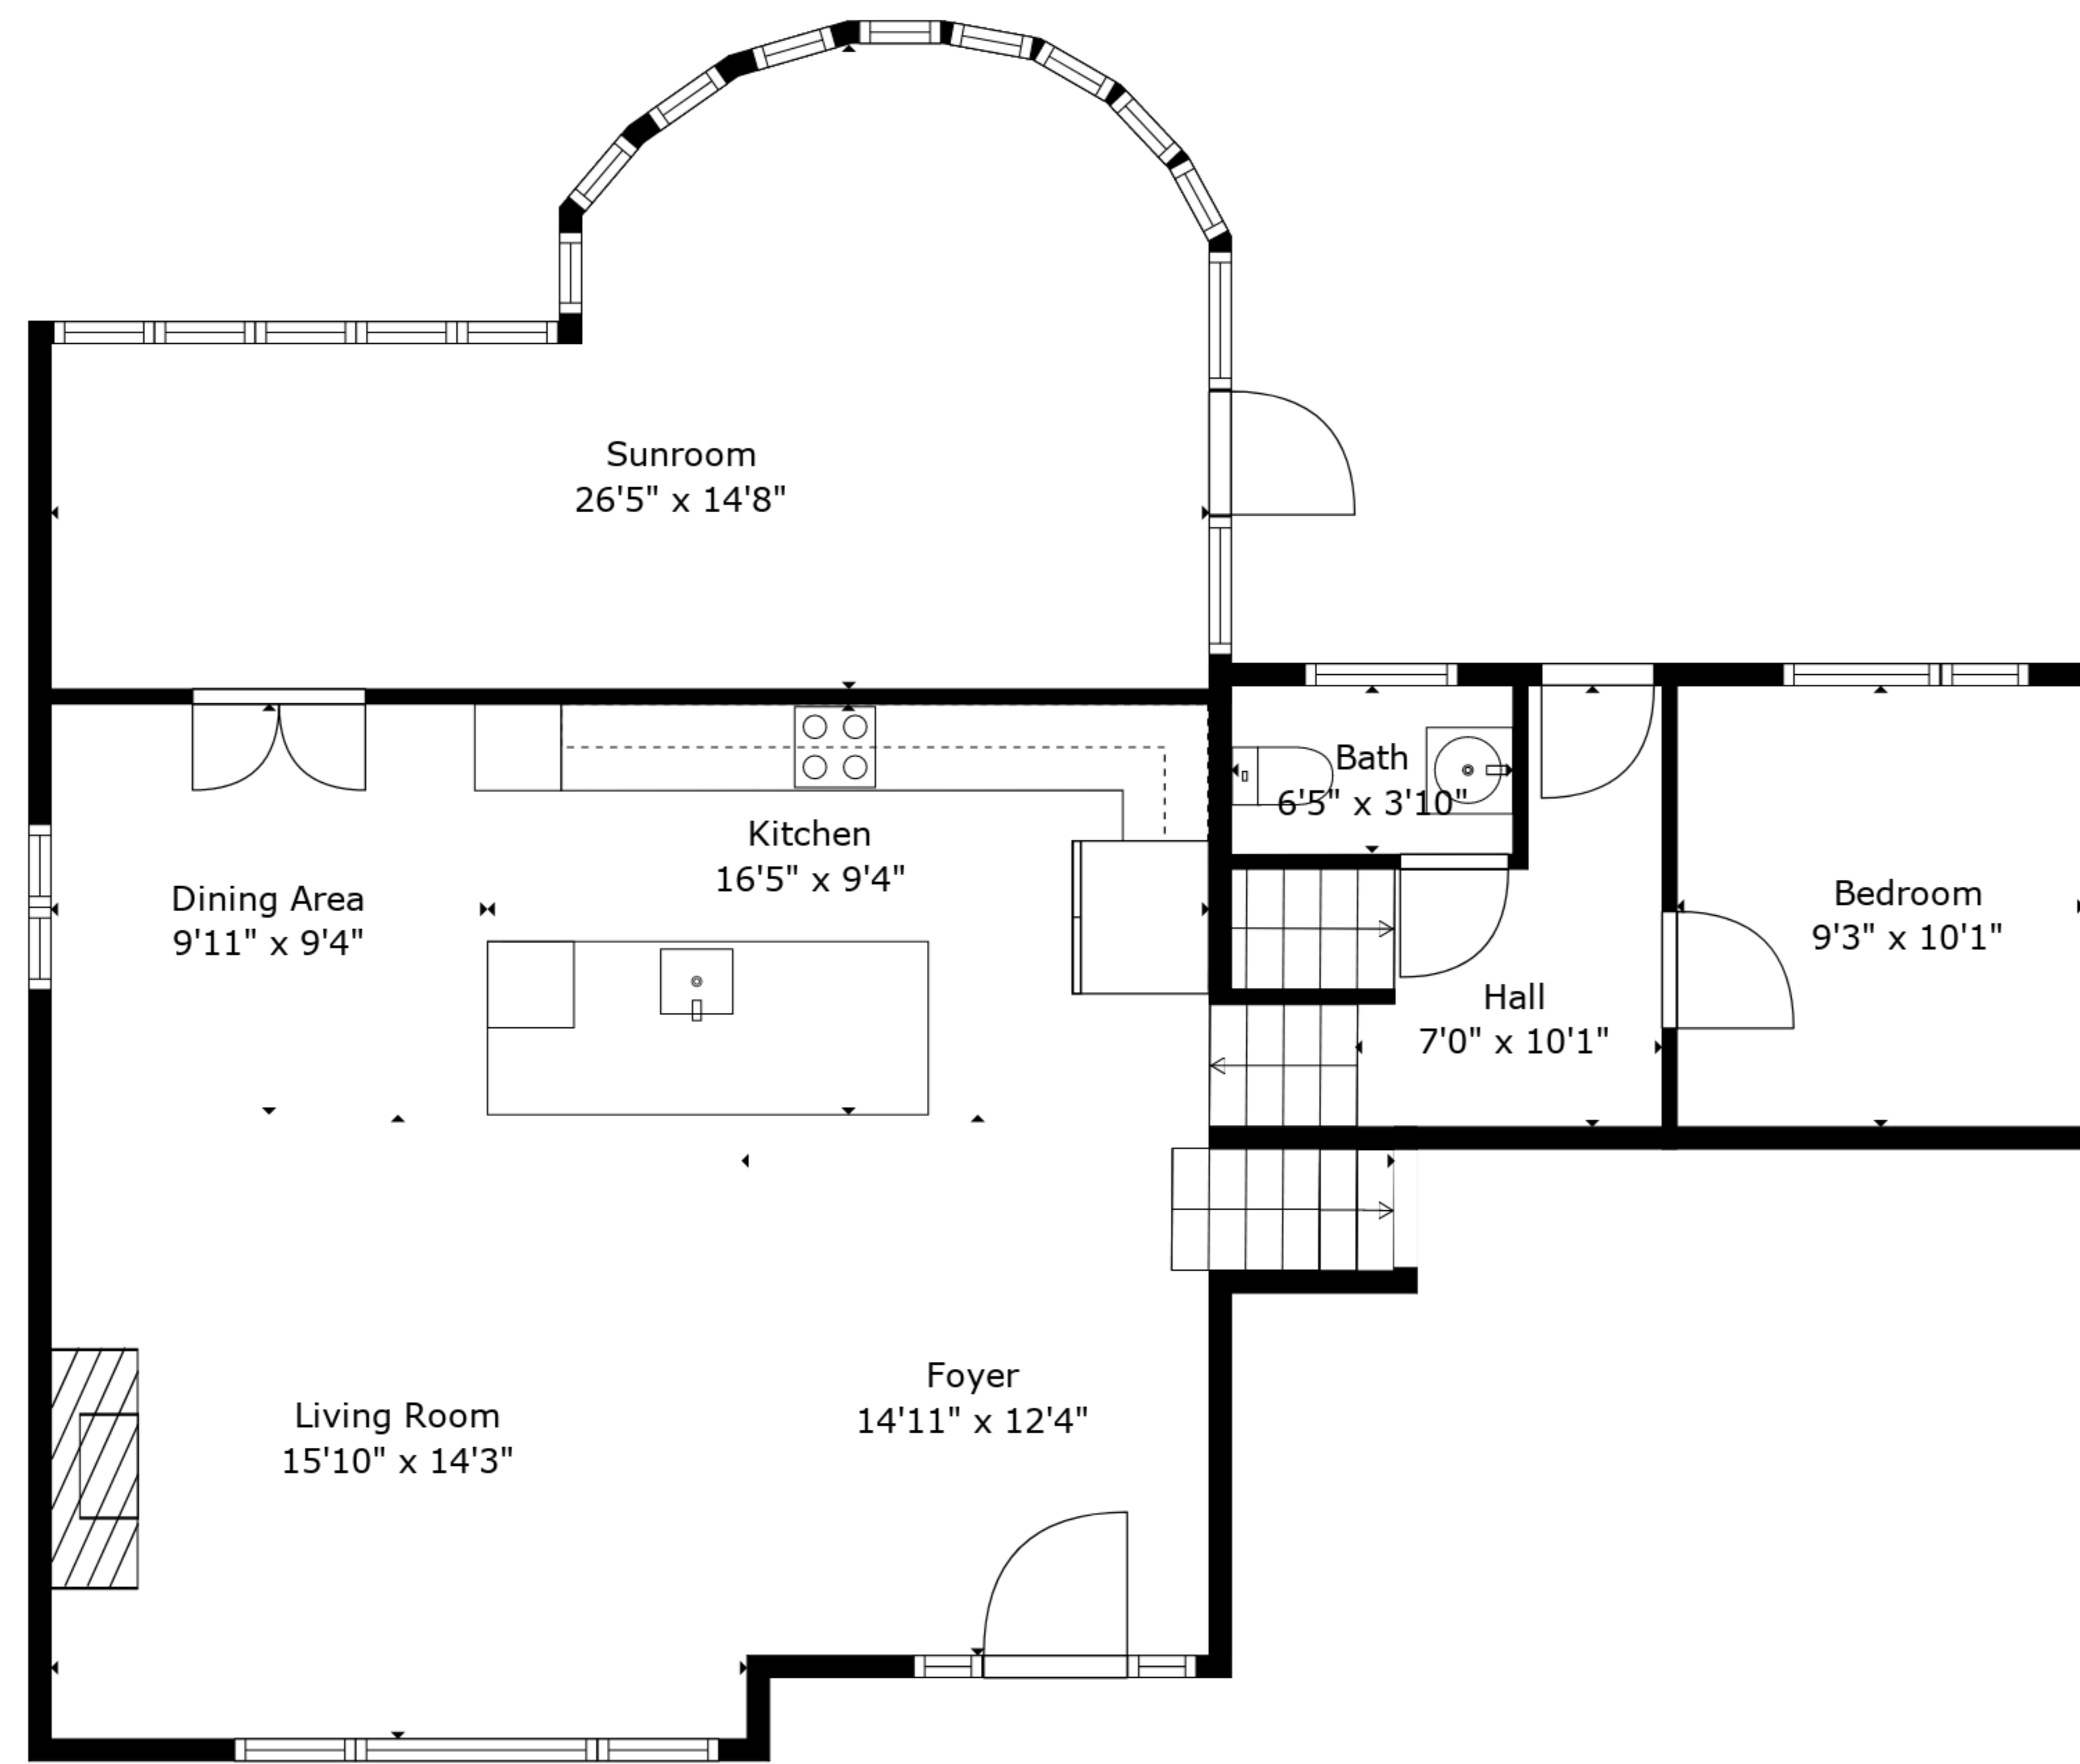 Sunroom
26'5" x 14'8"
Kitchen
16'5" x 9'4"
Dining Area
9'11" x 9'4"
Bath
6'5" x 3'10"
Bedroom
9'3" x 10'1"
Hall
7'0" x 10'1"
Foyer
14'11" x 12'4"
Living Room
15'10" x 14'3"